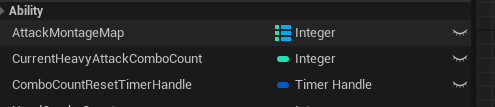 Ability
AttackMontageMap Integer
CurrentHeavyAttackComboCount Integer
ComboCountResetTimerHandle Timer Handle